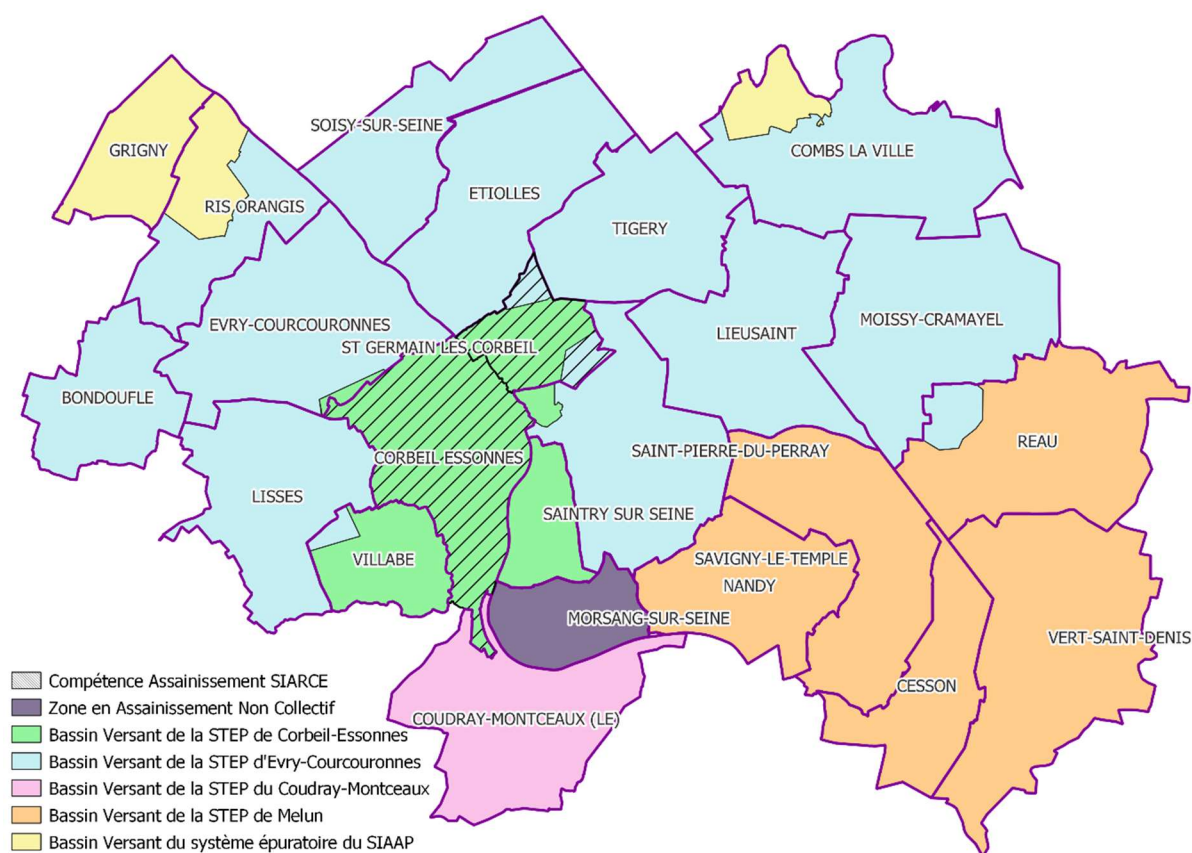 SOISY-SUR-SEINE
GRIGNY
COMBS LA VILLE
ETIOLLES
RIS ORANGIS
TIGERY
EVRY-COURCOURONNES
LIEUSAINT
MOISSY-CRAMAYEL
ST GERMAIN LES CORBEIL
BONDOUFLE
REAU
SAINT-PIERRE-DU-PERRAY
CORBEIL-ESSONNES
LISSES
SAINTRY SUR SEINE
VILLABE
SAVIGNY-LE-TEMPLE
NANDY
MORSANG-SUR-SEINE
VERT-SAINT-DENIS
CESSON
COUDRAY-MONTCEAUX (LE)
Compétence Assainissement SIARCE
Zone en Assainissement Non Collectif
Bassin Versant de la STEP de Corbeil-Essonnes
Bassin Versant de la STEP d'Evry-Courcouronnes
Bassin Versant de la STEP du Coudray-Montceaux
Bassin Versant de la STEP de Melun
Bassin Versant du système épuratoire du SIAAP